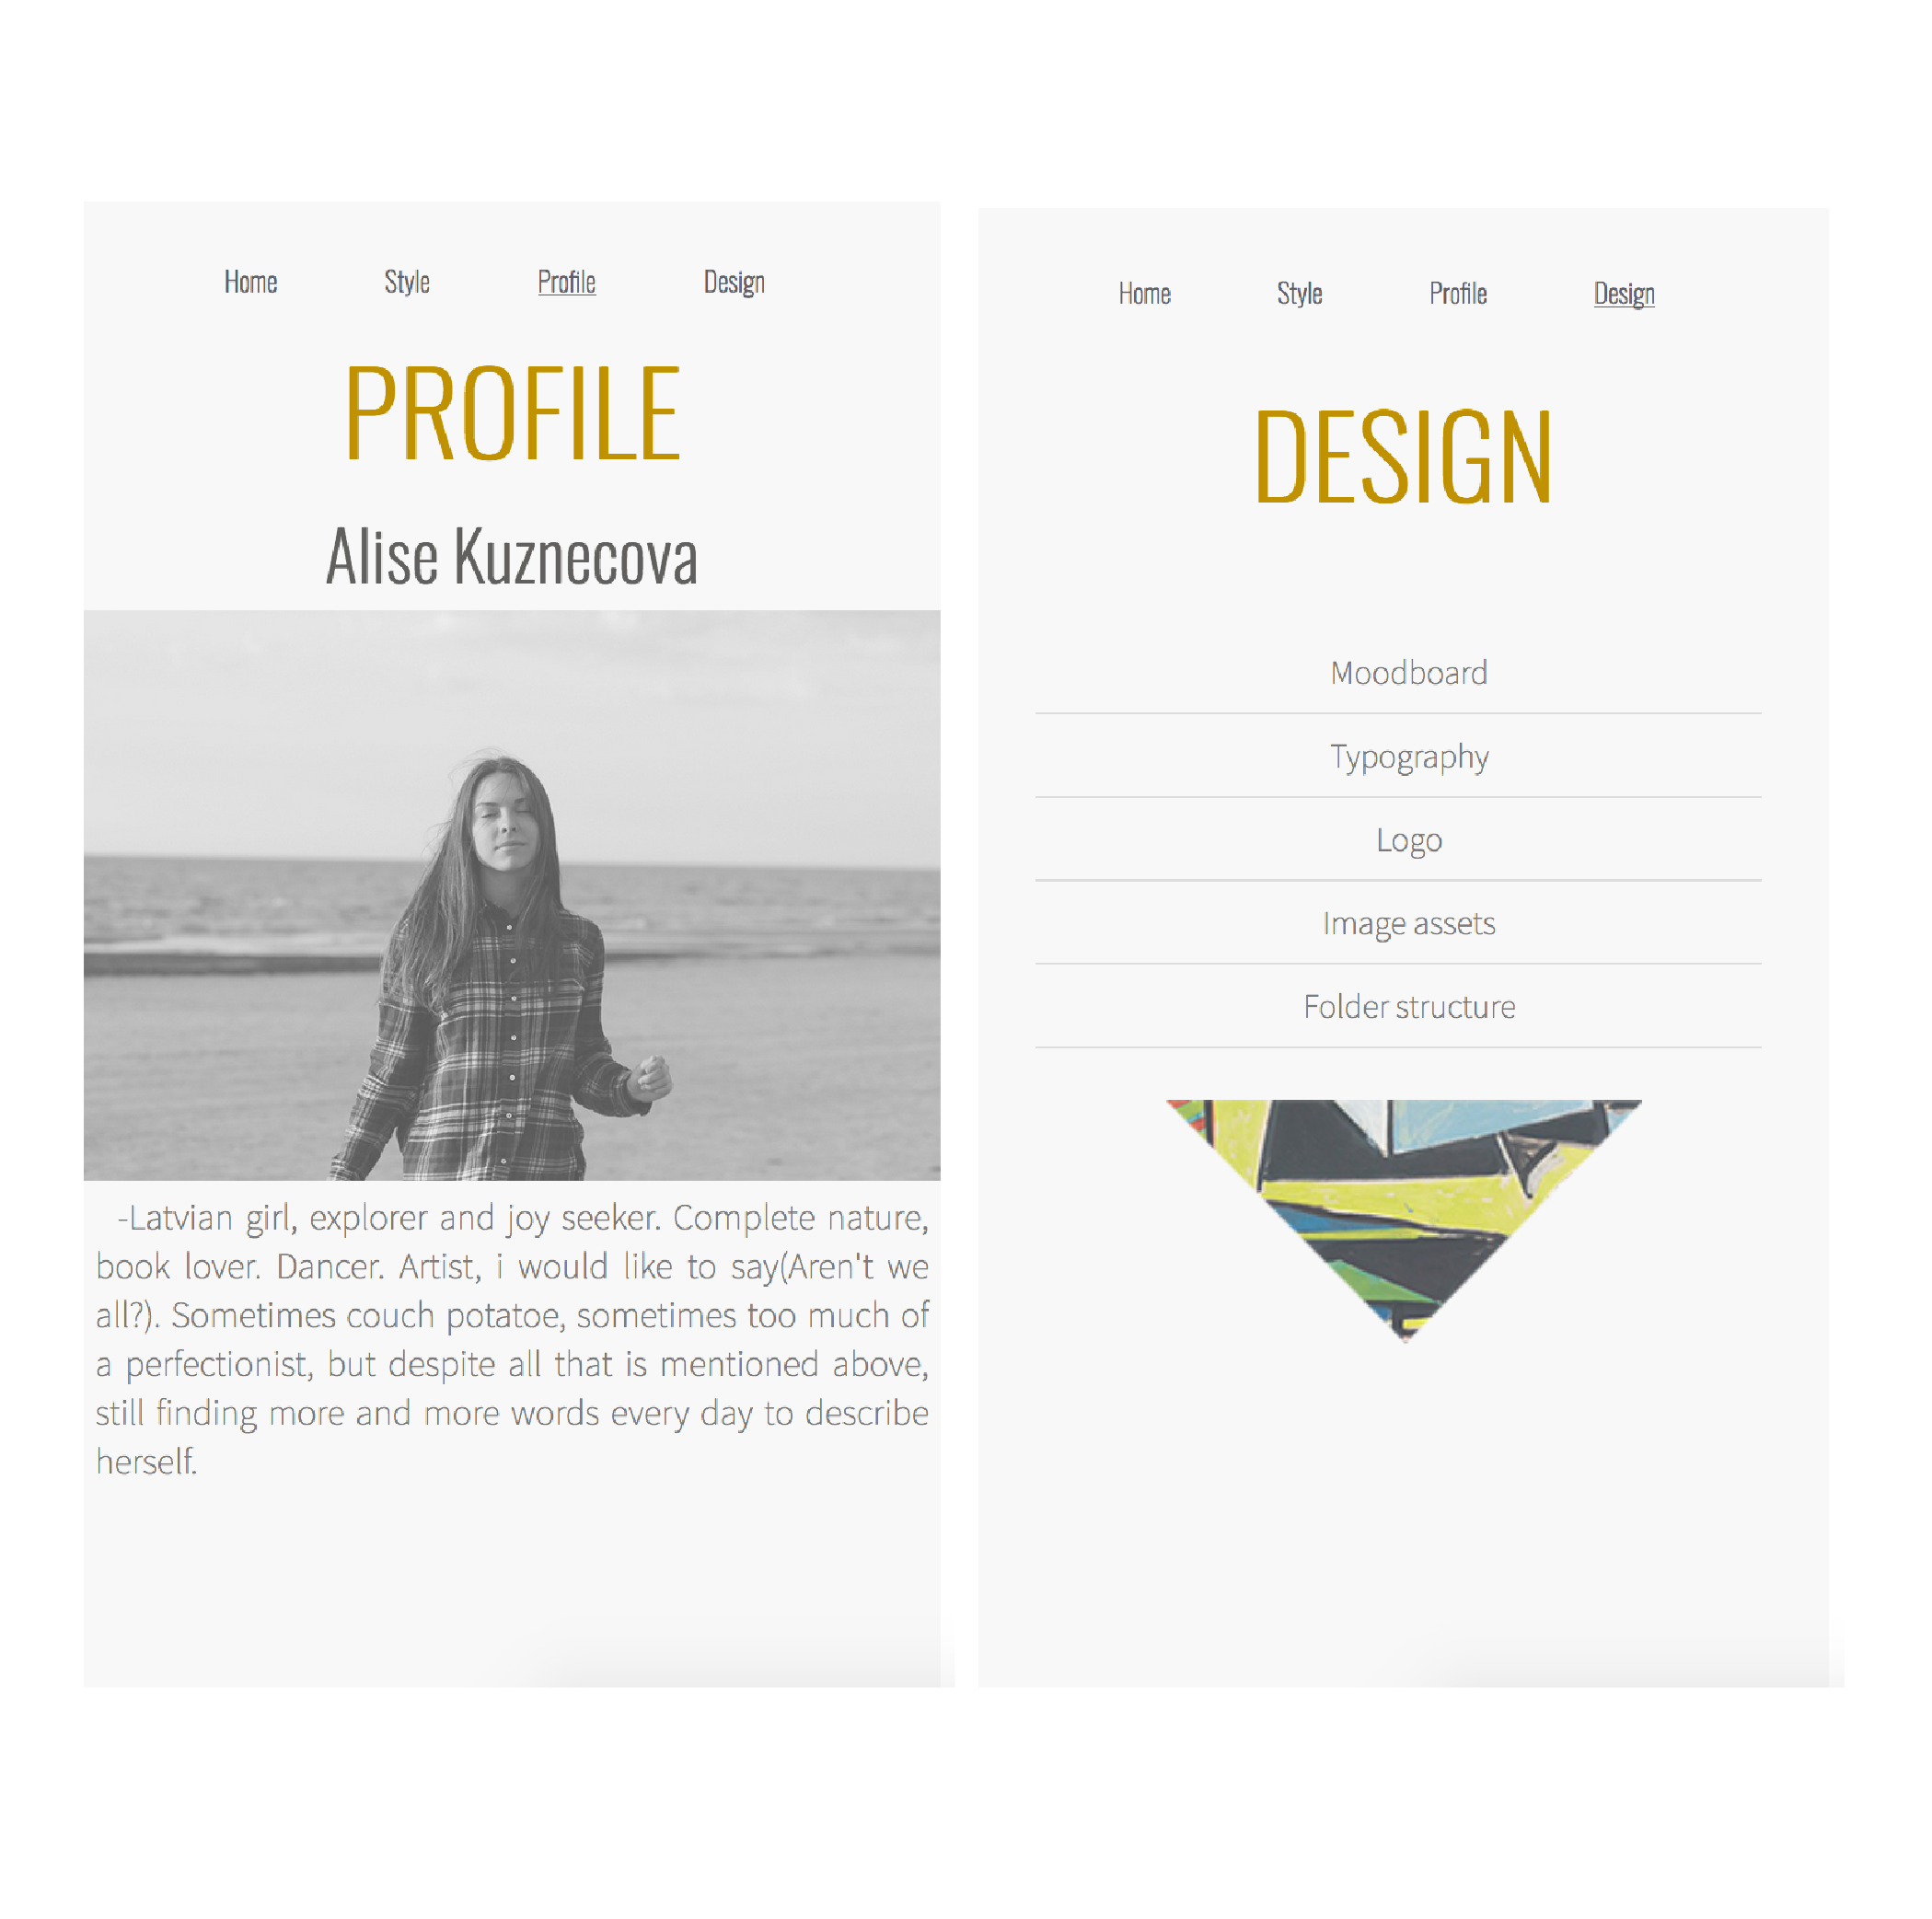 Home Style Profile Design
PROFILE
Alise Kuznecova
-Latvian girl, explorer and joy seeker. Complete nature,
book lover. Dancer. Artist, i would like to say(Aren't we
all?). Sometimes couch potatoe, sometimes too much of
a perfectionist, but despite all that is mentioned above,
still finding more and more words every day to describe
herself.
Home Style Profile Design
DESIGN
Moodboard
Typography
Logo
Image assets
Folder structure